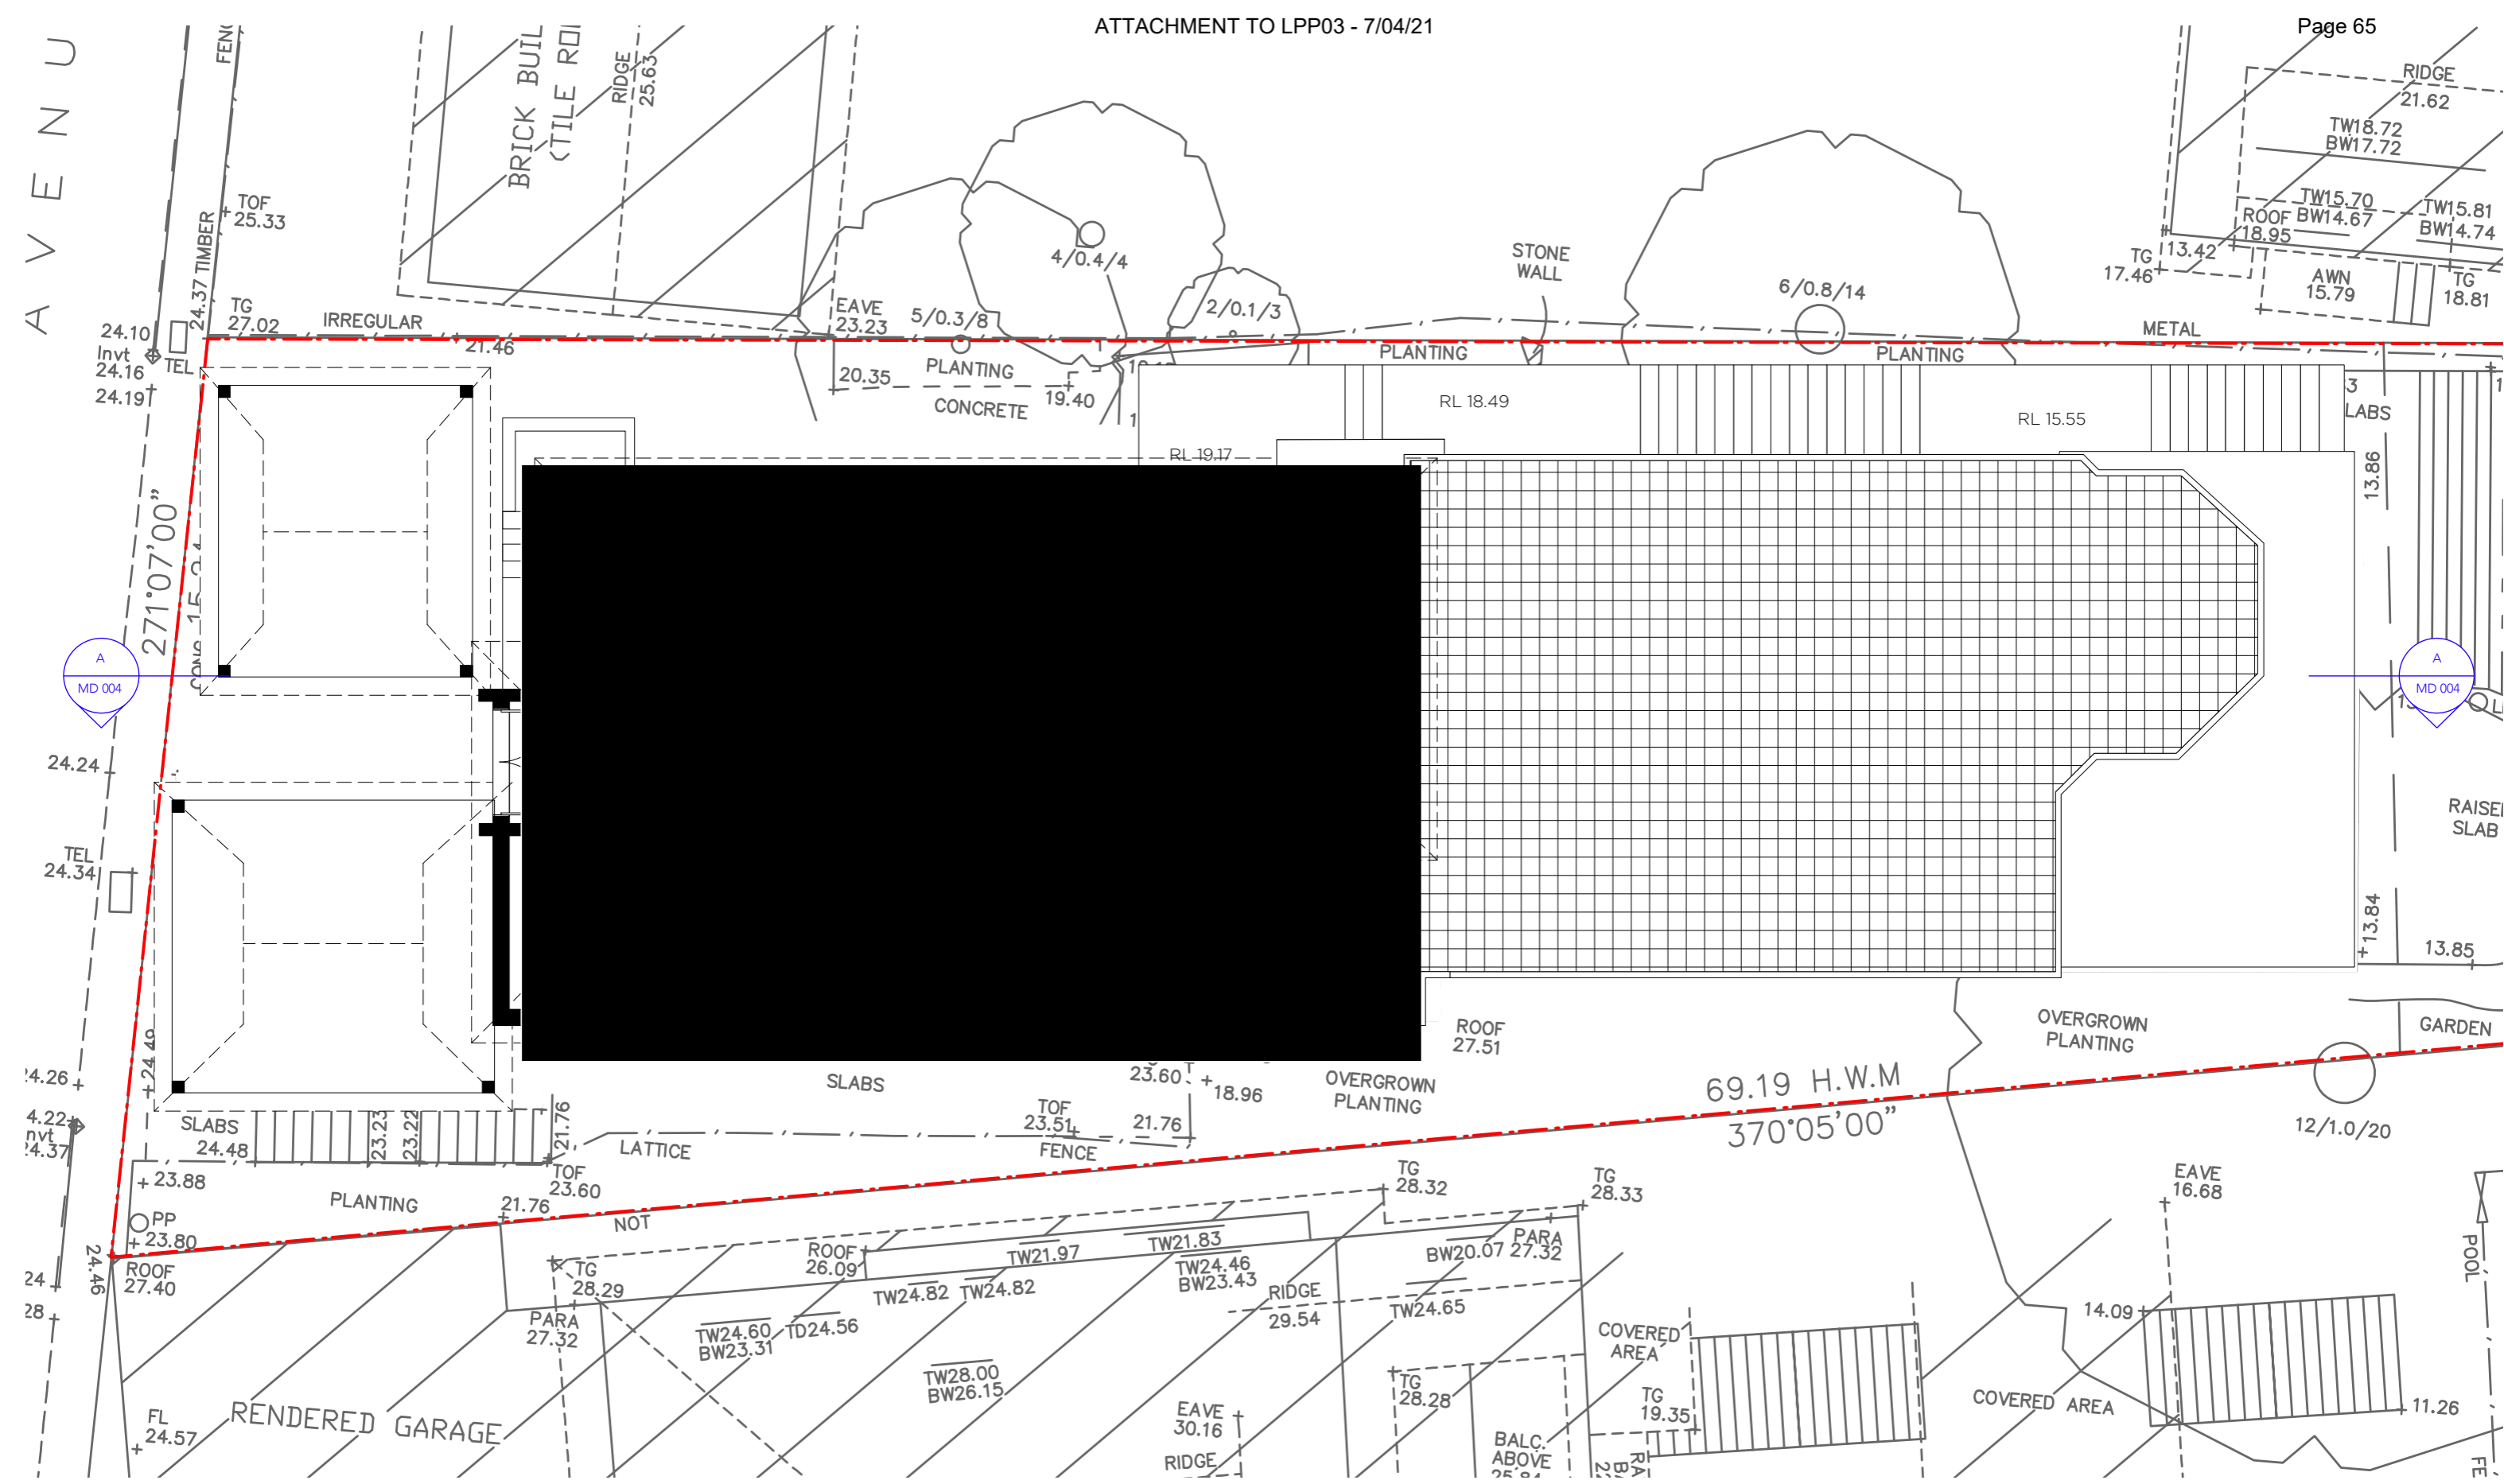 ATTACHMENT TO LPP03 - 7/04/21
Page 65
AVENU
TOF
25.33
24.37 TIMBER
BRICK BUIL
RIDGE
25.63
RIDGE
21.62
TW18.72
BW17.72
TW15.70
BW14.67
TW15.81
BW14.74
ROOF
18.95
13.42
TG
17.46
AWN
15.79
TG
18.81
4/0.4/4
STONE
WALL
6/0.8/14
2/0.1/3
5/0.3/8
EAVE
23.23
TG
27.02
IRREGULAR
21.46
24.10
Invt
24.16
TEL
24.19
METAL
PLANTING
PLANTING
PLANTING
20.35
19.40
CONCRETE
RL 18.49
RL 15.55
RL 19.17
LABS
13.86
271°07'00"
A
MD 004
A
MD 004
24.24
TEL
24.34
24.49
RAISE
SLAB
13.84
13.85
ROOF
27.51
OVERGROWN
PLANTING
GARDEN
SLABS
23.60
18.96
OVERGROWN
PLANTING
69.19 H.W.M
370°05'00"
12/1.0/20
4.26
4.22
nvt
4.37
SLABS
24.48
23.23
23.22
21.76
TOF
23.51
21.76
LATTICE
FENCE
TOF
23.60
23.88
PLANTING
21.76
NOT
PP
23.80
24.46
ROOF
27.40
24
28
TG
28.32
TG
28.33
EAVE
16.68
ROOF
26.09
TG
28.29
TW21.97
TW21.83
TW24.46
BW23.43
BW20.07
PARA
27.32
TW24.82
TW24.82
RIDGE
29.54
TW24.65
PARA
27.32
TW24.60
BW23.31
TD24.56
TW28.00
BW26.15
COVERED
AREA
14.09
POOL
TG
28.28
TG
19.35
COVERED AREA
11.26
FL
24.57
RENDERED GARAGE
EAVE
30.16
RIDGE
BALC.
ABOVE